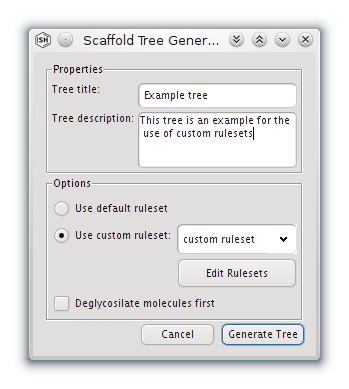 SH Scaffold Tree Gener...
Properties
Tree title: Example tree
Tree description: This tree is an example for the
use of custom rulesets
Options
Use default ruleset
Use custom ruleset: custom ruleset
Edit Rulesets
Deglycosilate molecules first
Cancel Generate Tree